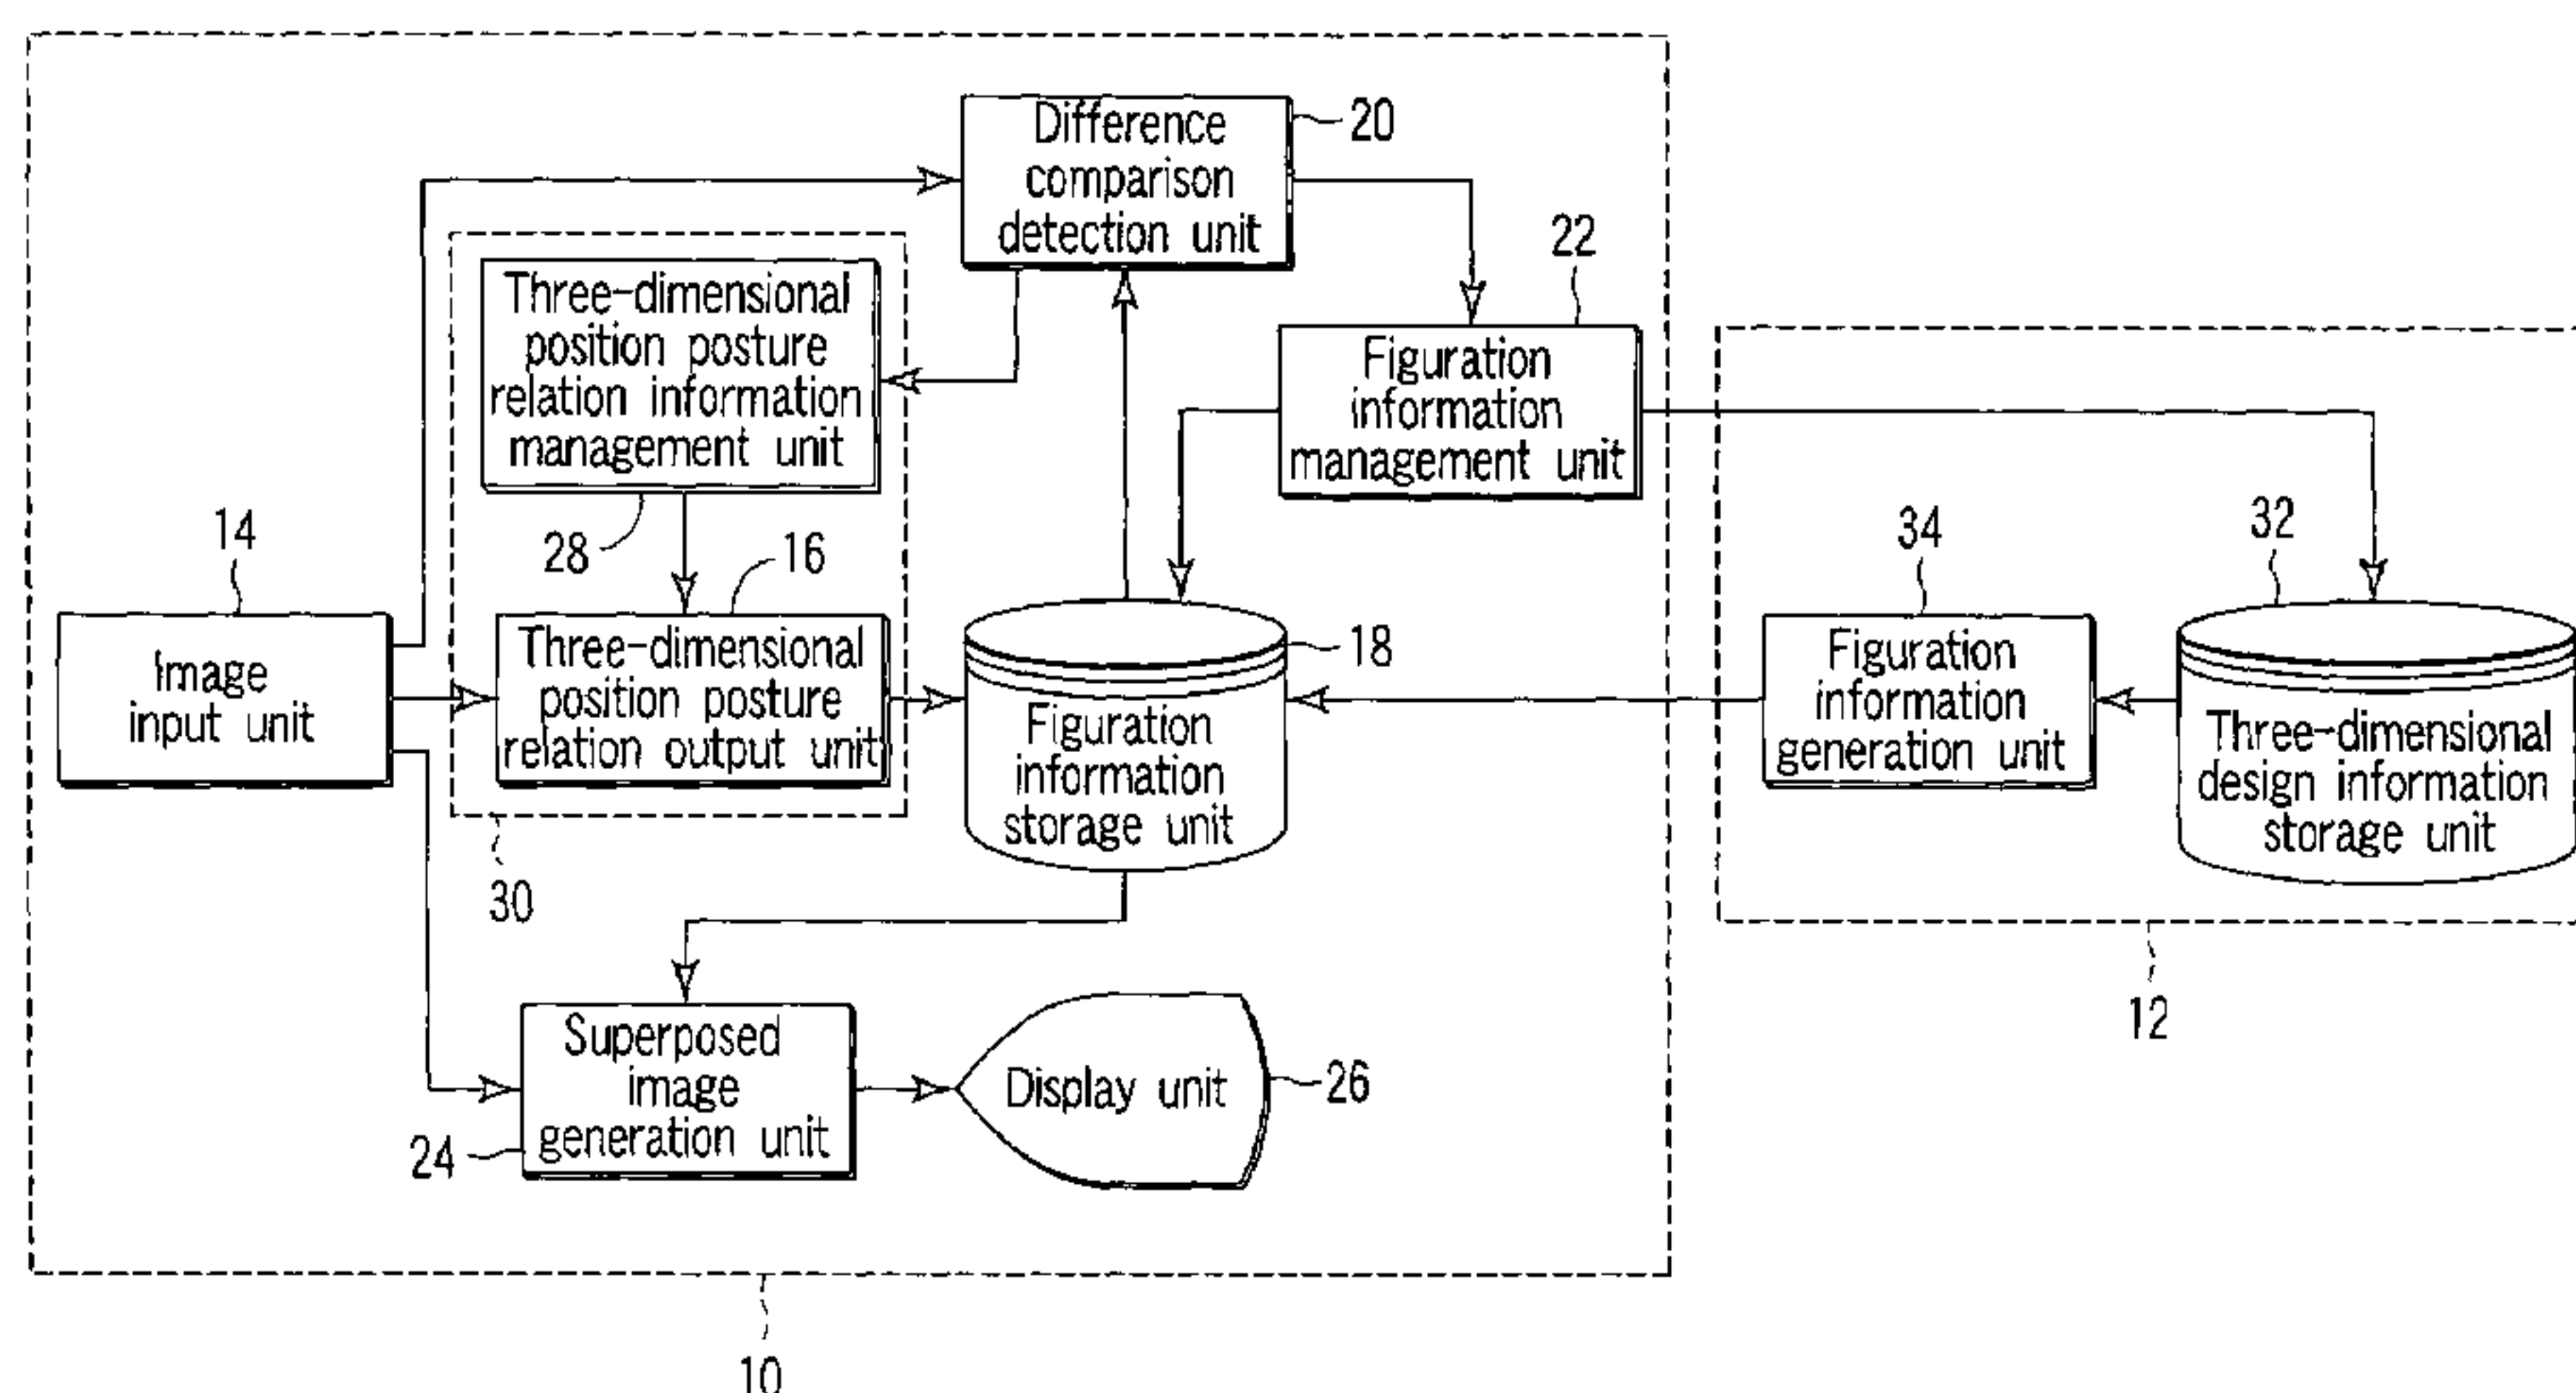 Difference
comparison
detection unit
20
Three-dimensional
position posture
relation information
management unit
28
22
Figuration
information
management unit
14
Image
input unit
16
Three-dimensional
position posture
relation output unit
30
18
Figuration
information
storage unit
34
Figuration
information
generation unit
32
Three-dimensional
design information
storage unit
12
Superposed
image
generation unit
24
Display unit
26
10